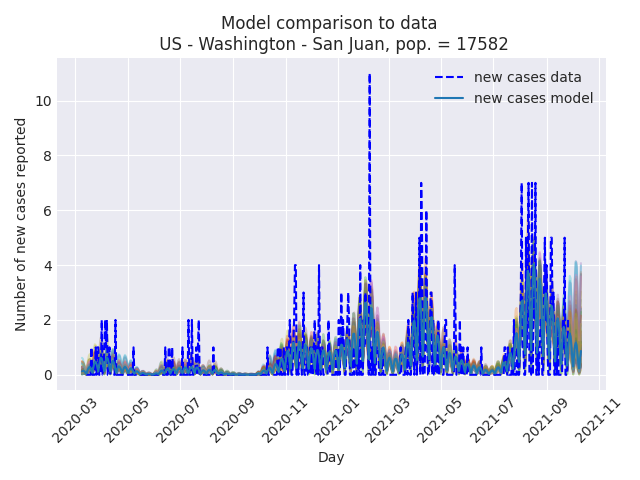 Model comparison to data
US - Washington - San Juan, pop. = 17582
new cases data
new cases model
Number of new cases reported
10
8
6
4
2
0
2020-03
2020-05
2020-07
2020-09
2020-11
2021-01
2021-03
2021-05
2021-07
2021-09
2021-11
Day